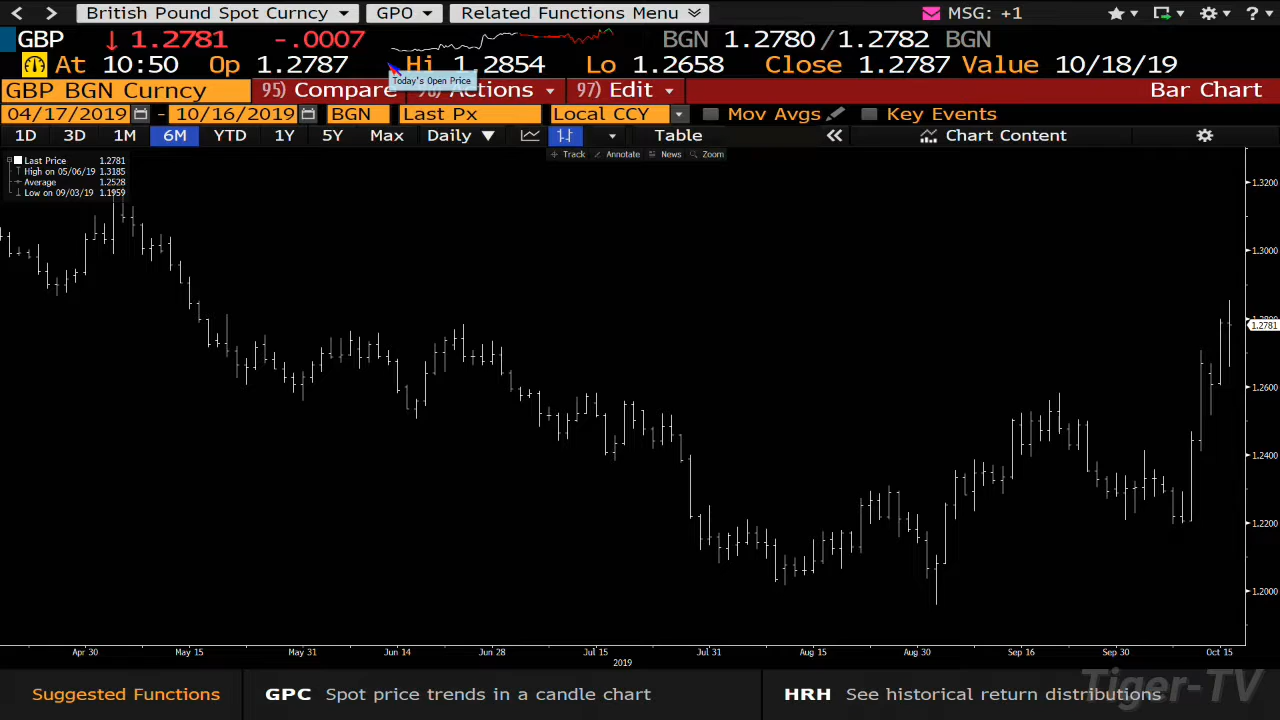 British Pound Spot Curncy GPO Related Functions Menu MSG: +1 ?
GBP ↓ 1.2781 -.0007 BGN 1.2780/1.2782 BGN
At 10:50 Op 1.2787 Hi 1.2854 Lo 1.2658 Close 1.2787 Value 10/18/19
Today's Open Price
GBP BGN Curncy 95) Compare Actions 97) Edit Bar Chart
04/17/2019 - 10/16/2019 BGN Last Px Local CCY Mov Avgs Key Events
1D 3D 1M 6M YTD 1Y 5Y Max Daily Table Chart Content
Track Annotate News Zoom
Last Price 1.2781
High on 05/06/19 1.3185
Average 1.2528
Low on 09/03/19 1.1959
1.3200
1.3000
1.2781
1.2600
1.2400
1.2200
1.2000
Apr 30 May 15 May 31 Jun 14 Jun 28 Jul 15 Jul 31 Aug 15 Aug 30 Sep 16 Sep 30 Oct 15
2019
Suggested Functions GPC Spot price trends in a candle chart HRH See historical return distributions
Tiger-TV